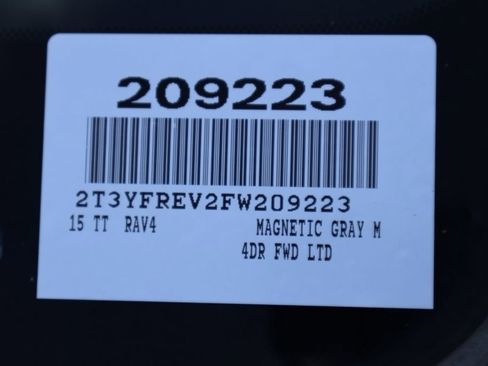 209223
2T3YFREV2FW209223
15 TT RAV4 MAGNETIC GRAY M
4DR FWD LTD